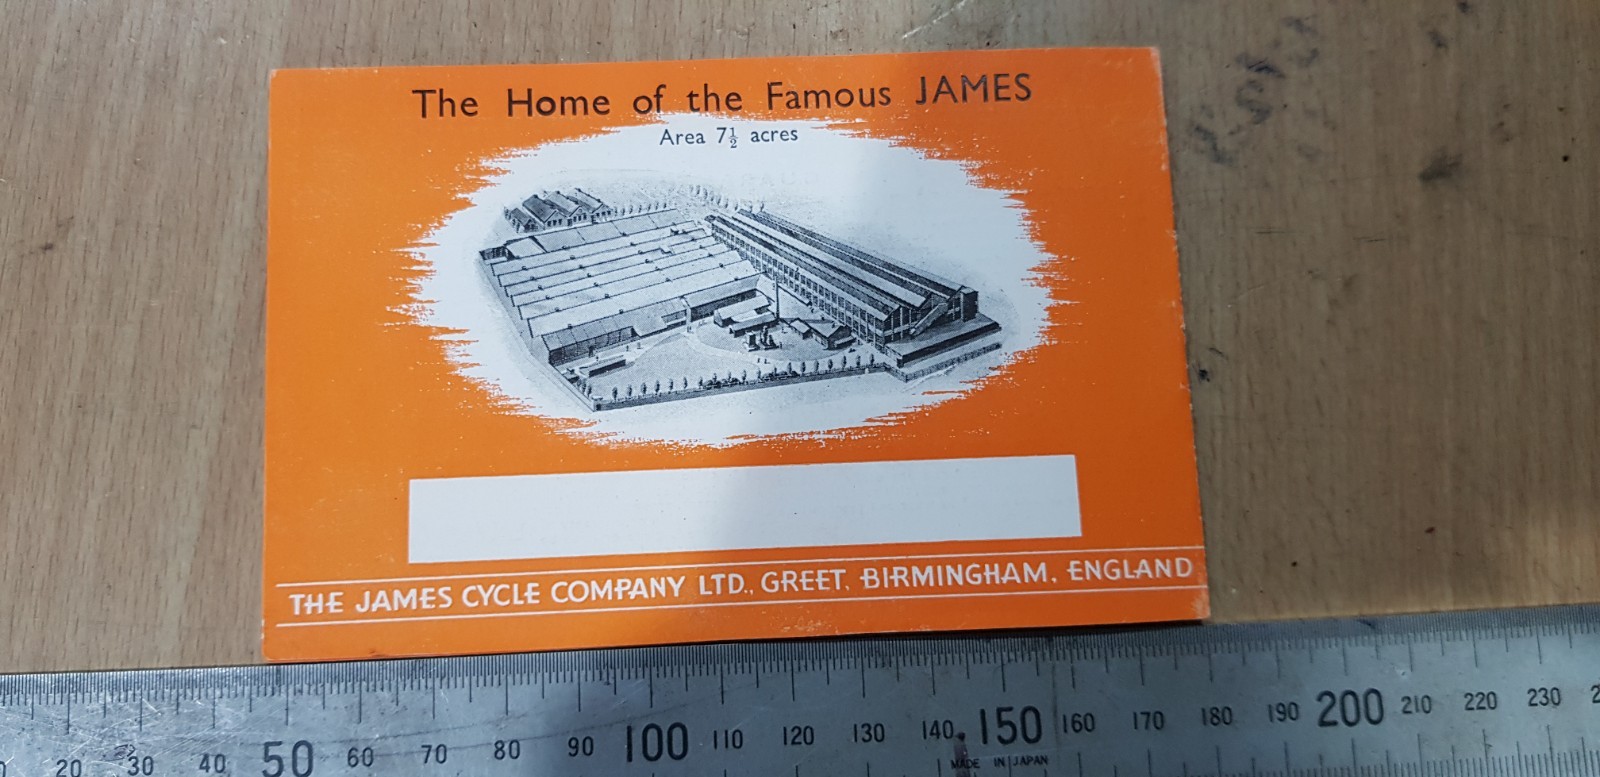 The Home of the Famous JAMES
Area 7½ acres
THE JAMES CYCLE COMPANY LTD., GREET, BIRMINGHAM, ENGLAND
20 30 40 50 60 70 80 90 100 110 120 130 140 150 160 170 180 190 200 210 220 230
MADE IN JAPAN